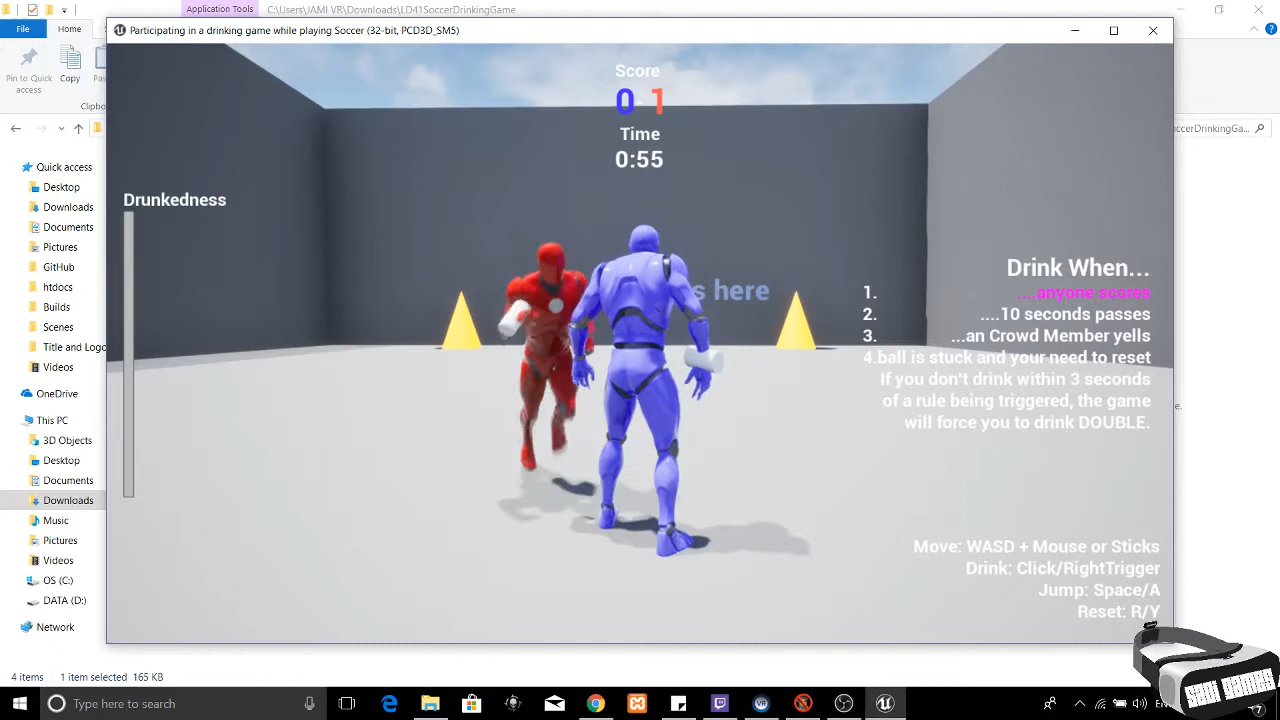 Application Tools
C:\Users\JAMI.VR\Downloads\LD41SoccerDrinkingGame
File
Home
Participating in a drinking game while playing Soccer (32-bit, PCD3D_SM5)
Pin to Quick
access
Copy
Clipboard
Quick access
Desktop
Downloads
Documents
Pictures
GitHub
htdocs
Build
Scenes
Title and Logo
Videos
OneDrive
This PC
3D Objects
Desktop
Documents
Downloads
Music
Pictures
Videos
OS (C:)
DATA (D:)
Network
4 items
1 item selected 165 KB
Score
0 1
Time
0:55
Drunkedness
s here
Drink When...
1. ....anyone scores
2. ....10 seconds passes
3. ...an Crowd Member yells
4.ball is stuck and your need to reset
If you don't drink within 3 seconds
of a rule being triggered, the game
will force you to drink DOUBLE.
Move: WASD + Mouse or Sticks
Drink: Click/RightTrigger
Jump: Space/A
Reset: R/Y
occerDrinkingGa...
Type here to search
ENG